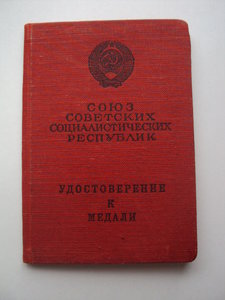 СОЮЗ
СОВЕТСКИХ
СОЦИАЛИСТИЧЕСКИХ
РЕСПУБЛИК
УДОСТОВЕРЕНИЕ
К
МЕДАЛИ